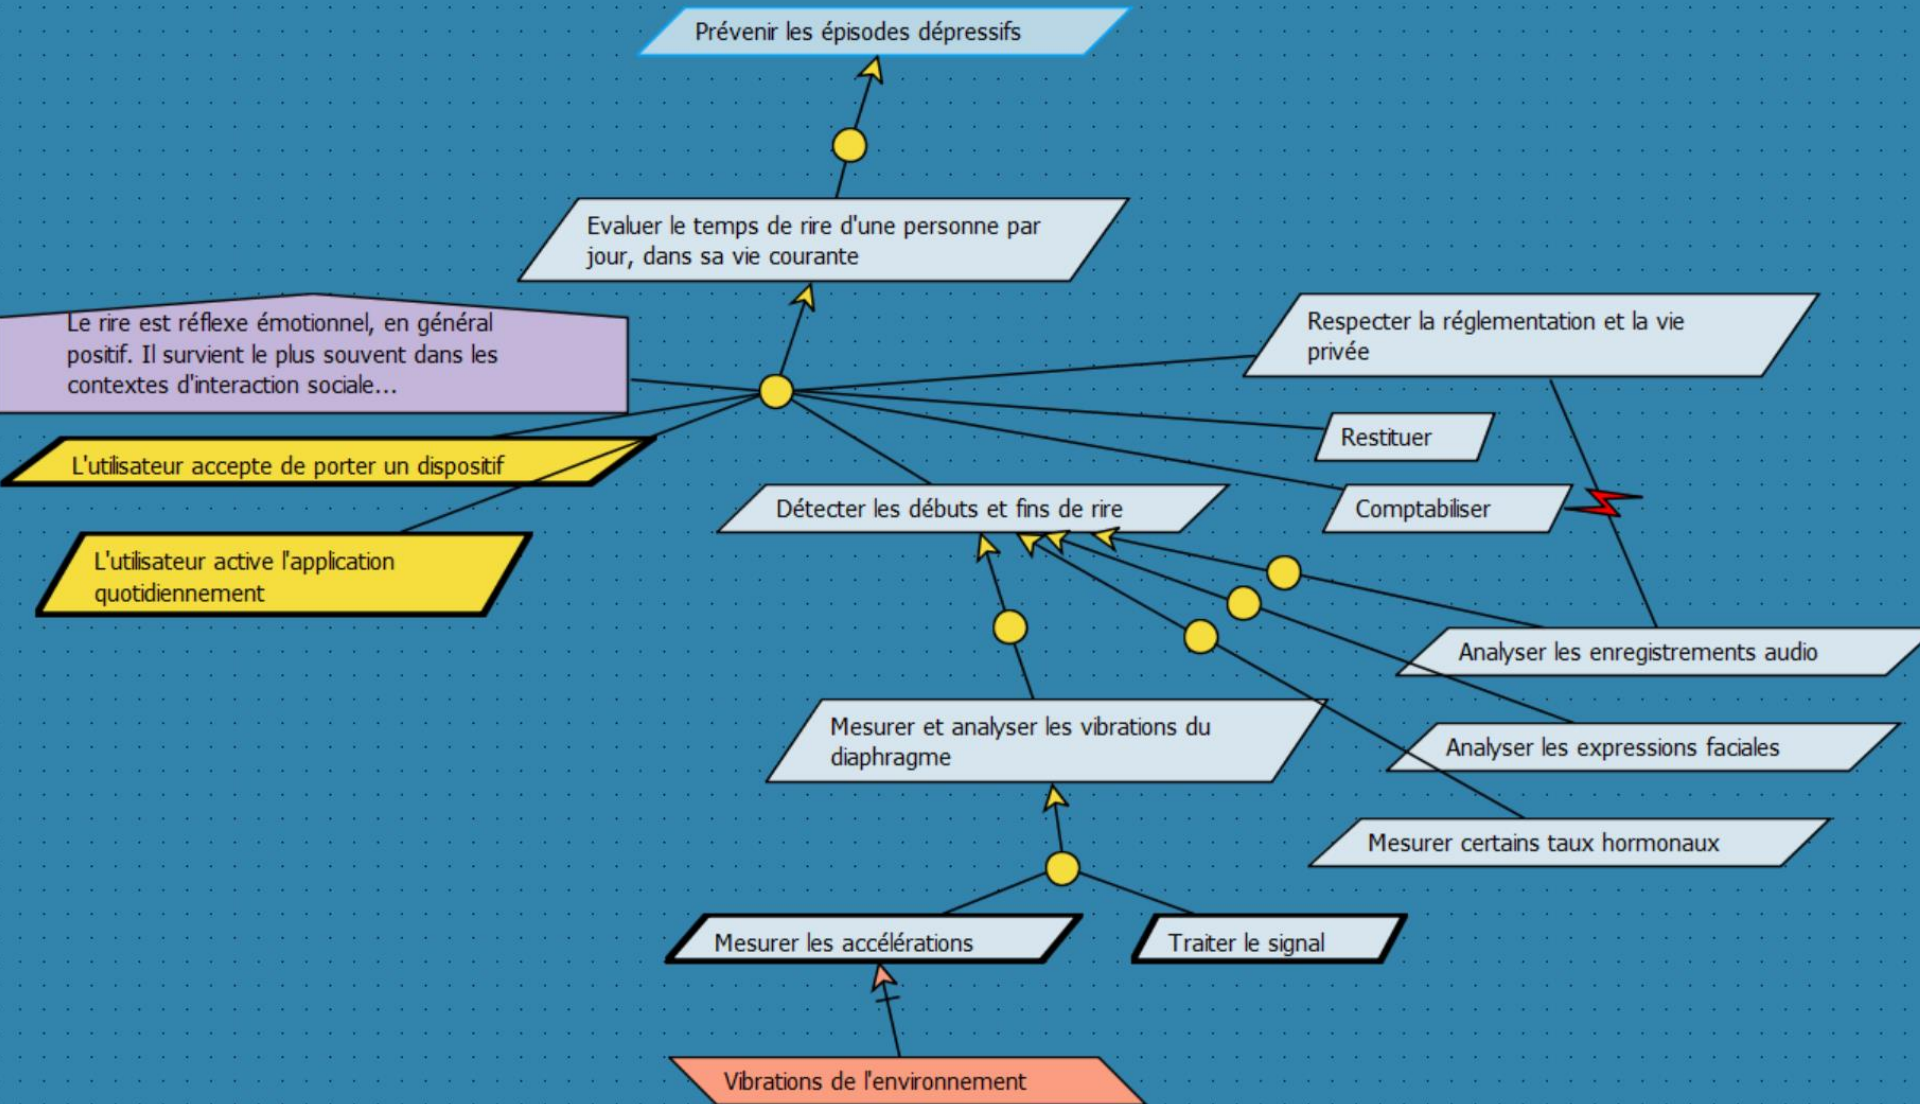 Prévenir les épisodes dépressifs
Evaluer le temps de rire d'une personne par
jour, dans sa vie courante
Le rire est réflexe émotionnel, en général
positif. Il survient le plus souvent dans les
contextes d'interaction sociale...
Respecter la réglementation et la vie
privée
Restituer
L'utilisateur accepte de porter un dispositif
Détecter les débuts et fins de rire
Comptabiliser
L'utilisateur active l'application
quotidiennement
Analyser les enregistrements audio
Mesurer et analyser les vibrations du
diaphragme
Analyser les expressions faciales
Mesurer certains taux hormonaux
Mesurer les accélérations
Traiter le signal
Vibrations de l'environnement